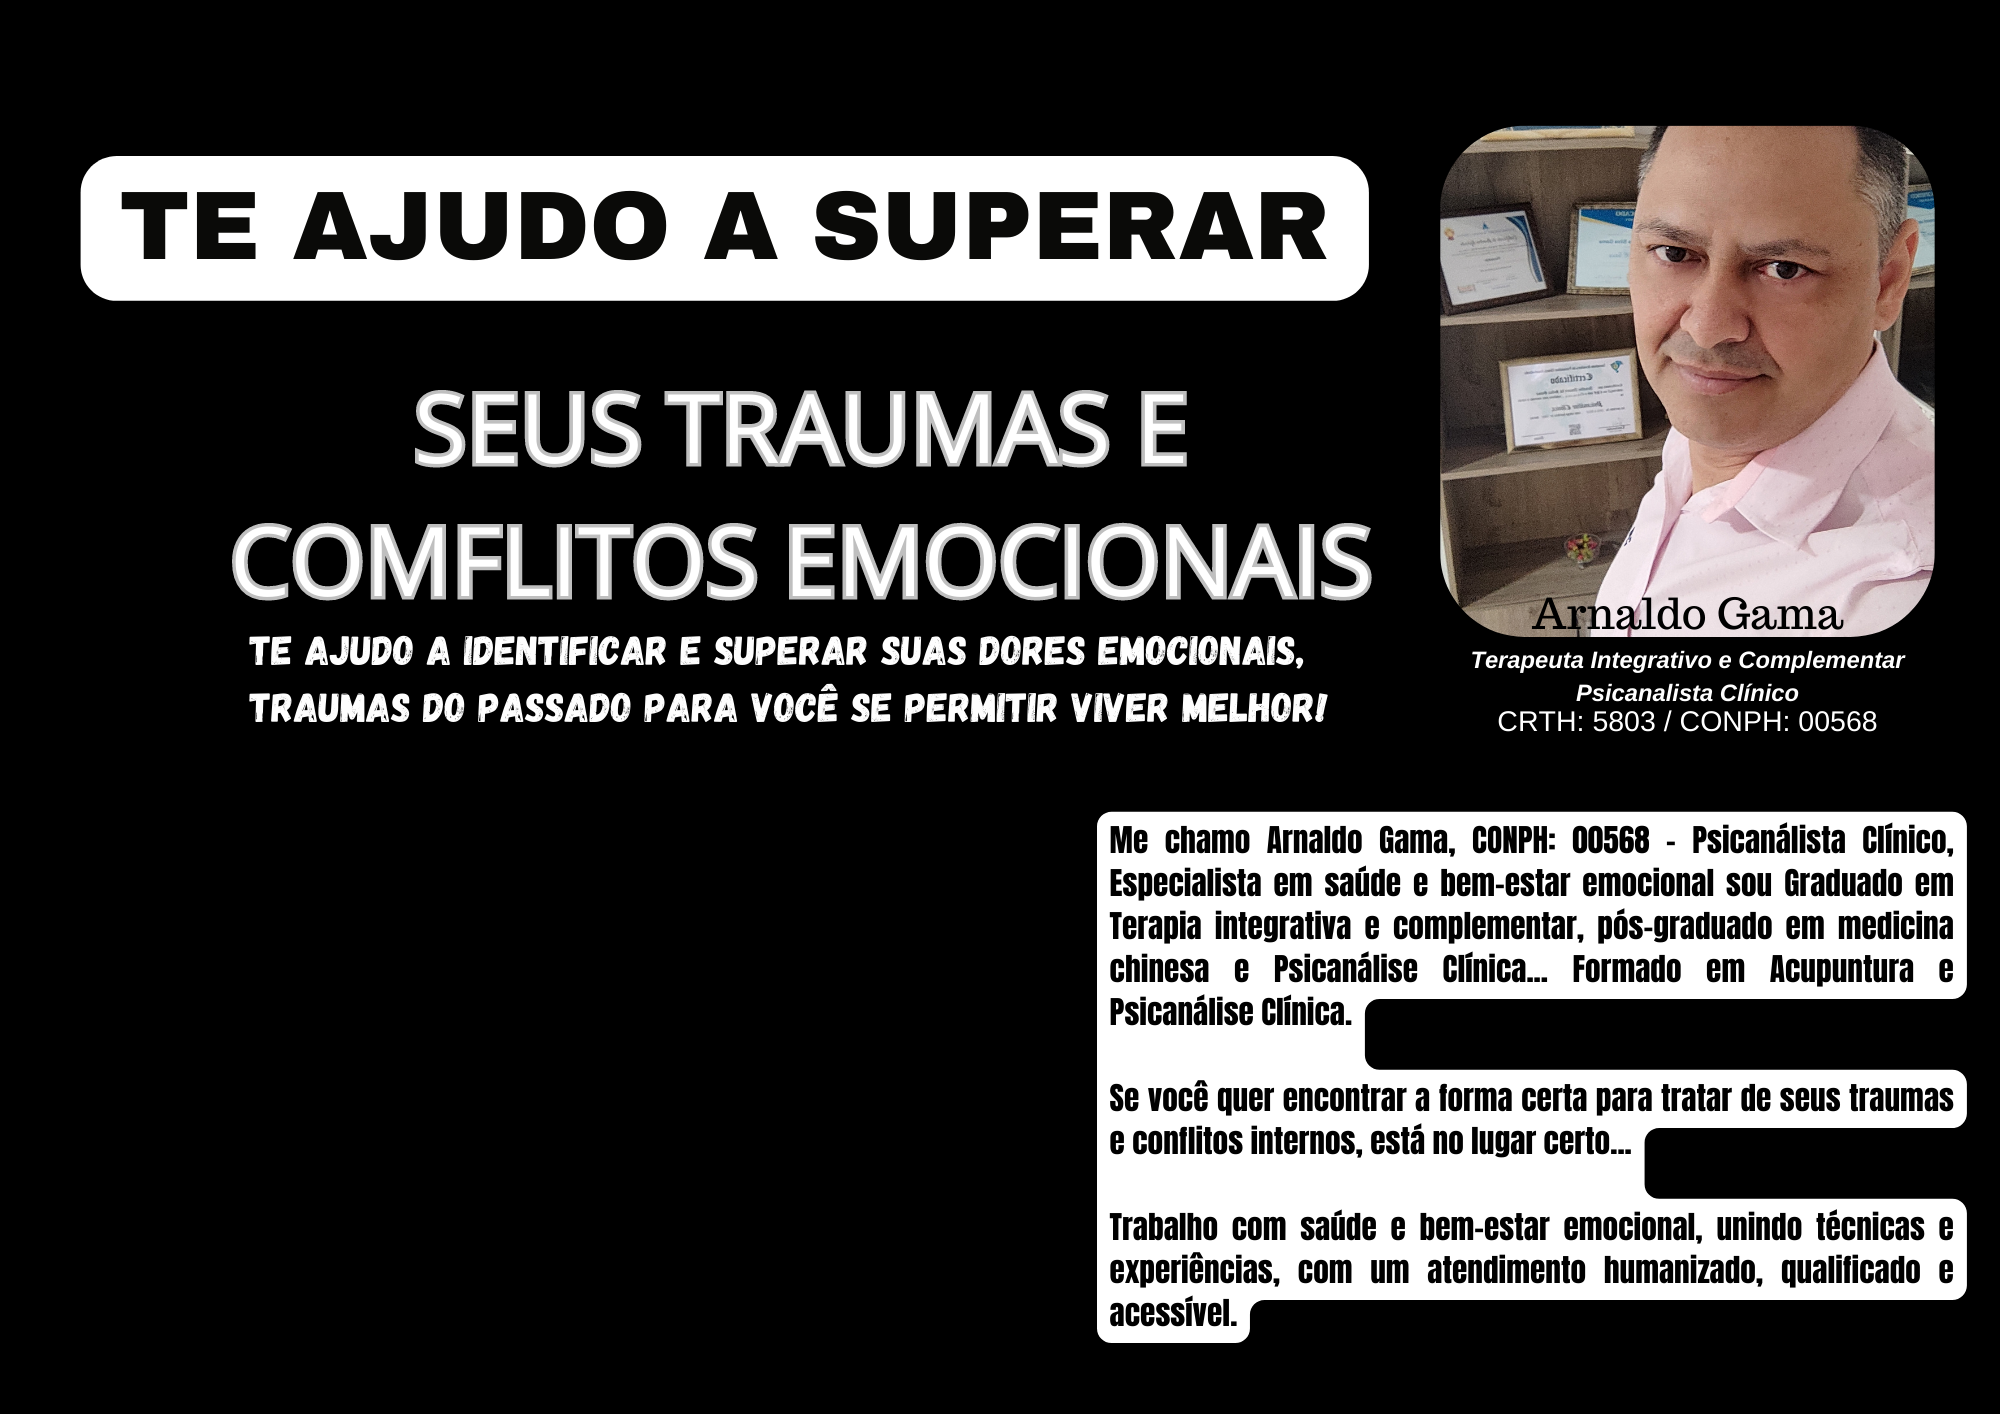 TE AJUDO A SUPERAR
SEUS TRAUMAS E
COMFLITOS EMOCIONAIS
TE AJUDO A IDENTIFICAR E SUPERAR SUAS DORES EMOCIONAIS,
TRAUMAS DO PASSADO PARA VOCÊ SE PERMITIR VIVER MELHOR!
Certificado
Arnaldo Gama
Terapeuta Integrativo e Complementar
Psicanalista Clínico
CRTH: 5803 / CONPH: 00568
Me chamo Arnaldo Gama, CONPH: 00568 - Psicanálista Clínico,
Especialista em saúde e bem-estar emocional sou Graduado em
Terapia integrativa e complementar, pós-graduado em medicina
chinesa e Psicanálise Clínica... Formado em Acupuntura e
Psicanálise Clínica.
Se você quer encontrar a forma certa para tratar de seus traumas
e conflitos internos, está no lugar certo...
Trabalho com saúde e bem-estar emocional, unindo técnicas e
experiências, com um atendimento humanizado, qualificado e
acessível.